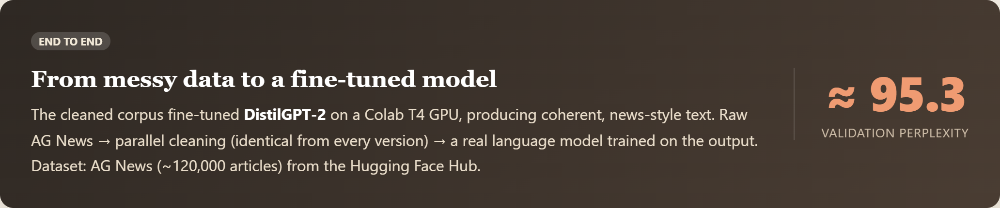 END TO END
From messy data to a fine-tuned model
The cleaned corpus fine-tuned DistilGPT-2 on a Colab T4 GPU, producing coherent, news-style text. Raw
AG News → parallel cleaning (identical from every version) → a real language model trained on the output.
Dataset: AG News (~120,000 articles) from the Hugging Face Hub.
≈ 95.3
VALIDATION PERPLEXITY